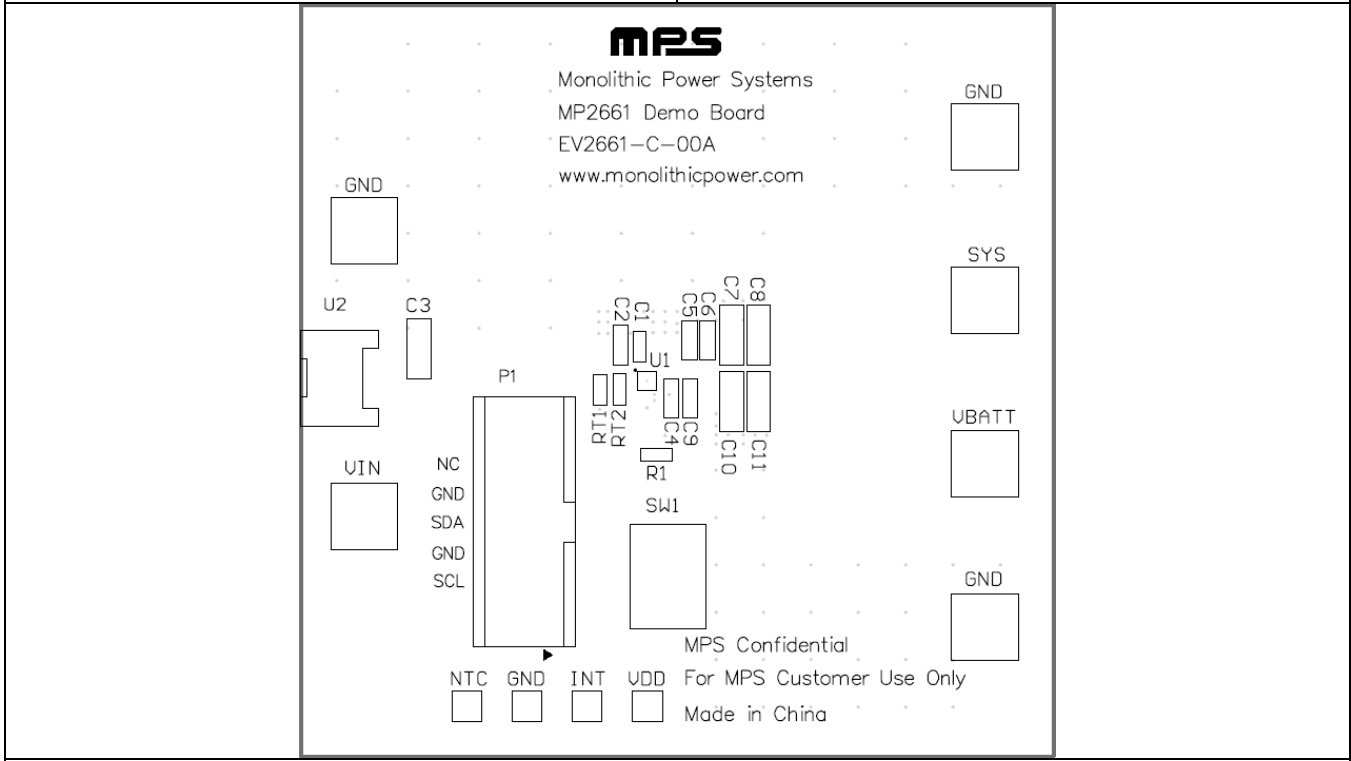 MPS
Monolithic Power Systems
MP2661 Demo Board
EV2661-C-00A
www.monolithicpower.com
GND
GND
SYS
U2
C3
C2
C1
C5
C6
C7
C8
U1
P1
RT1
RT2
C4
C9
C10
C11
R1
VBATT
VIN
NC
GND
SDA
GND
SCL
SW1
GND
MPS Confidential
For MPS Customer Use Only
Made in China
NTC GND INT VDD